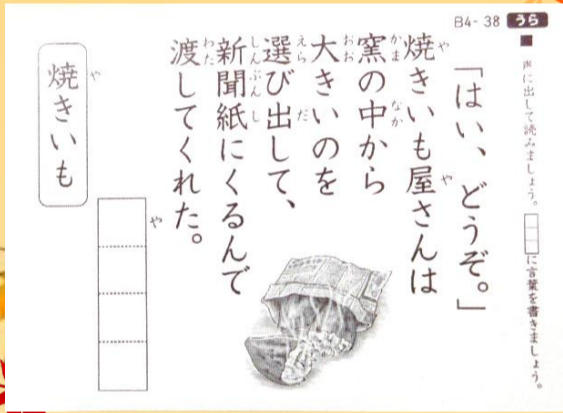 B4-38 うら
声に出して読みましょう。
に言葉を書きましょう。
「はい、どうぞ。」
焼きいも屋さんは
窯の中から
大きいのを
選び出して、
新聞紙にくるんで
渡してくれた。
や
焼きいも